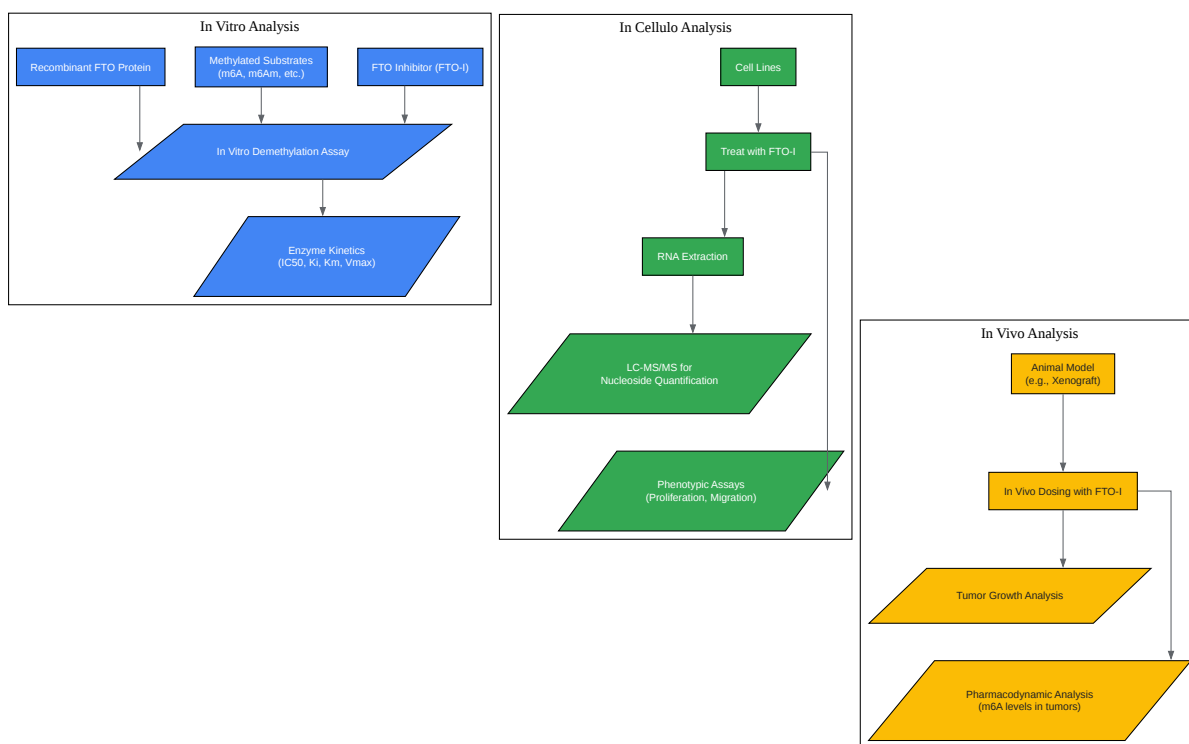 In Vitro Analysis
Recombinant FTO Protein
Methylated Substrates
(m6A, m6Am, etc.)
FTO Inhibitor (FTO-I)
In Vitro Demethylation Assay
Enzyme Kinetics
(IC50, Ki, Km, Vmax)
In Cellulo Analysis
Cell Lines
Treat with FTO-I
RNA Extraction
LC-MS/MS for
Nucleoside Quantification
Phenotypic Assays
(Proliferation, Migration)
In Vivo Analysis
Animal Model
(e.g., Xenograft)
In Vivo Dosing with FTO-I
Tumor Growth Analysis
Pharmacodynamic Analysis
(m6A levels in tumors)